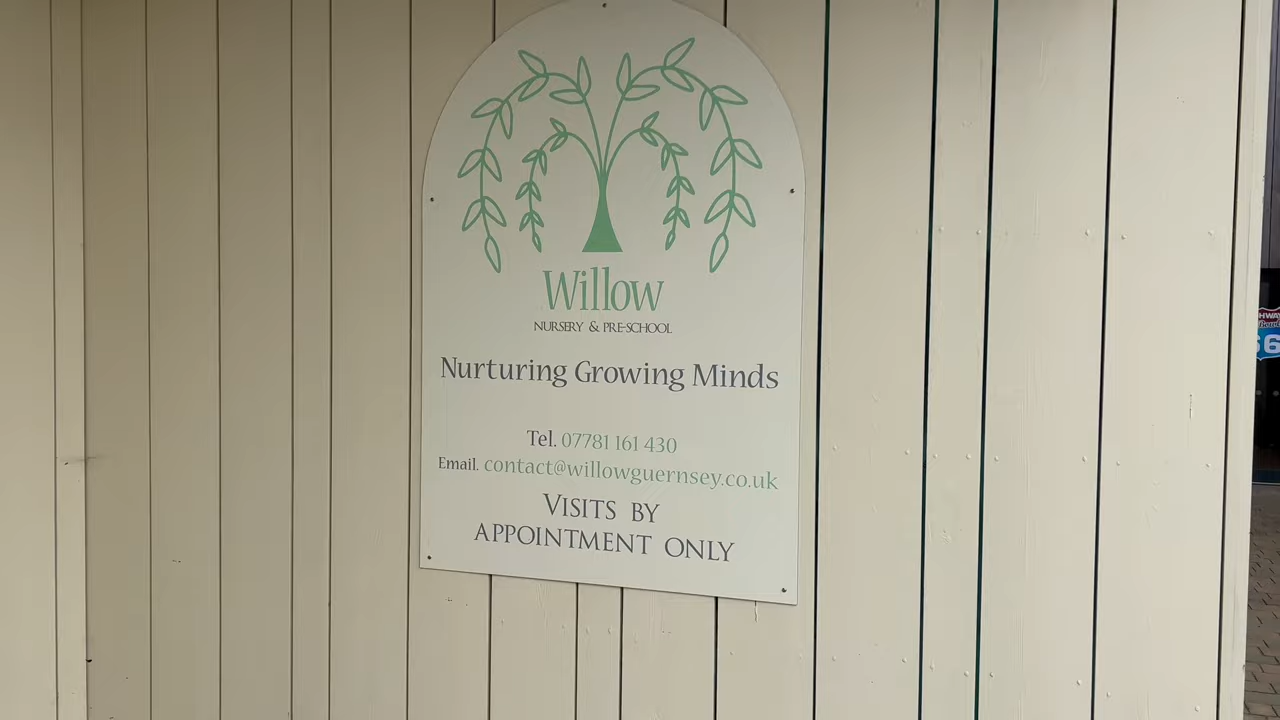 Willow
NURSERY & PRE-SCHOOL
Nurturing Growing Minds
Tel. 07781 161 430
Email. contact@willowguernsey.co.uk
VISITS BY
APPOINTMENT ONLY